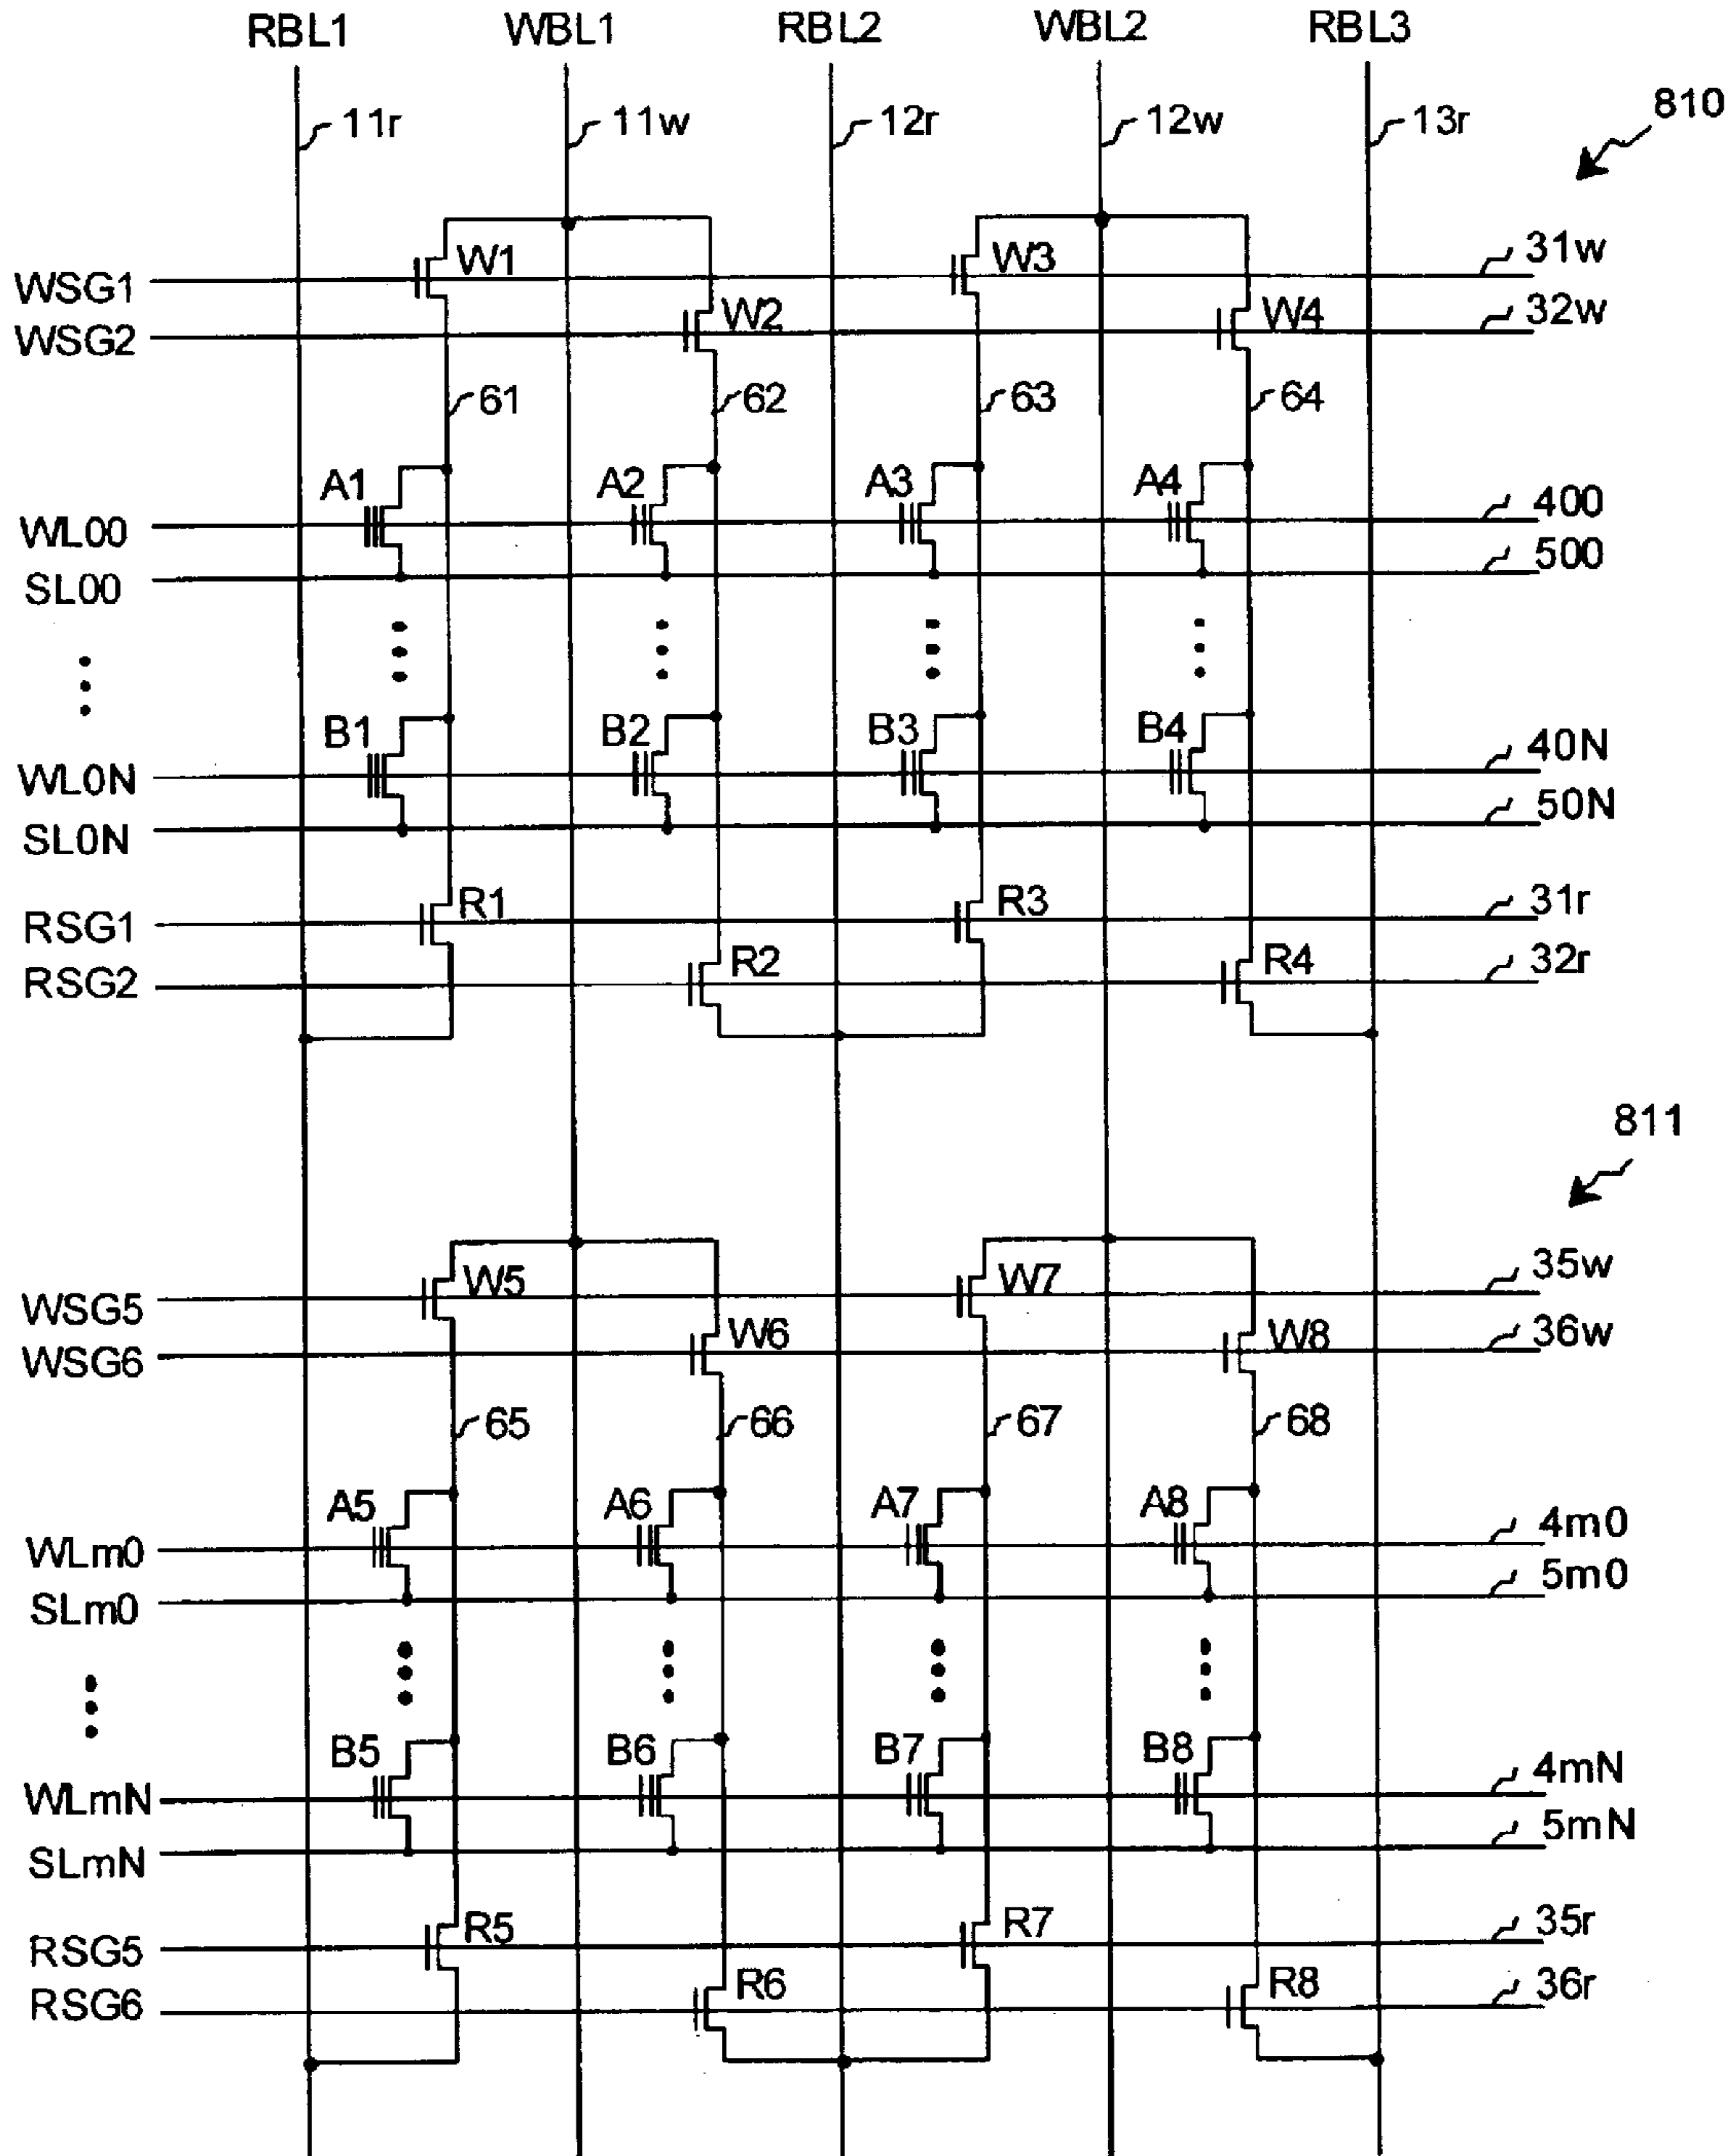 RBL1 WBL1 RBL2 WBL2 RBL3
11r 11w 12r 12w 13r 810
WSG1 W1 W3 31w
WSG2 W2 W4 32w
61 62 63 64
A1 A2 A3 A4
WL00 400
SL00 500
B1 B2 B3 B4
WL0N 40N
SL0N 50N
RSG1 R1 R3 31r
RSG2 R2 R4 32r
811
WSG5 W5 W7 35w
WSG6 W6 W8 36w
65 66 67 68
A5 A6 A7 A8
WLm0 4m0
SLm0 5m0
B5 B6 B7 B8
WLmN 4mN
SLmN 5mN
RSG5 R5 R7 35r
RSG6 R6 R8 36r